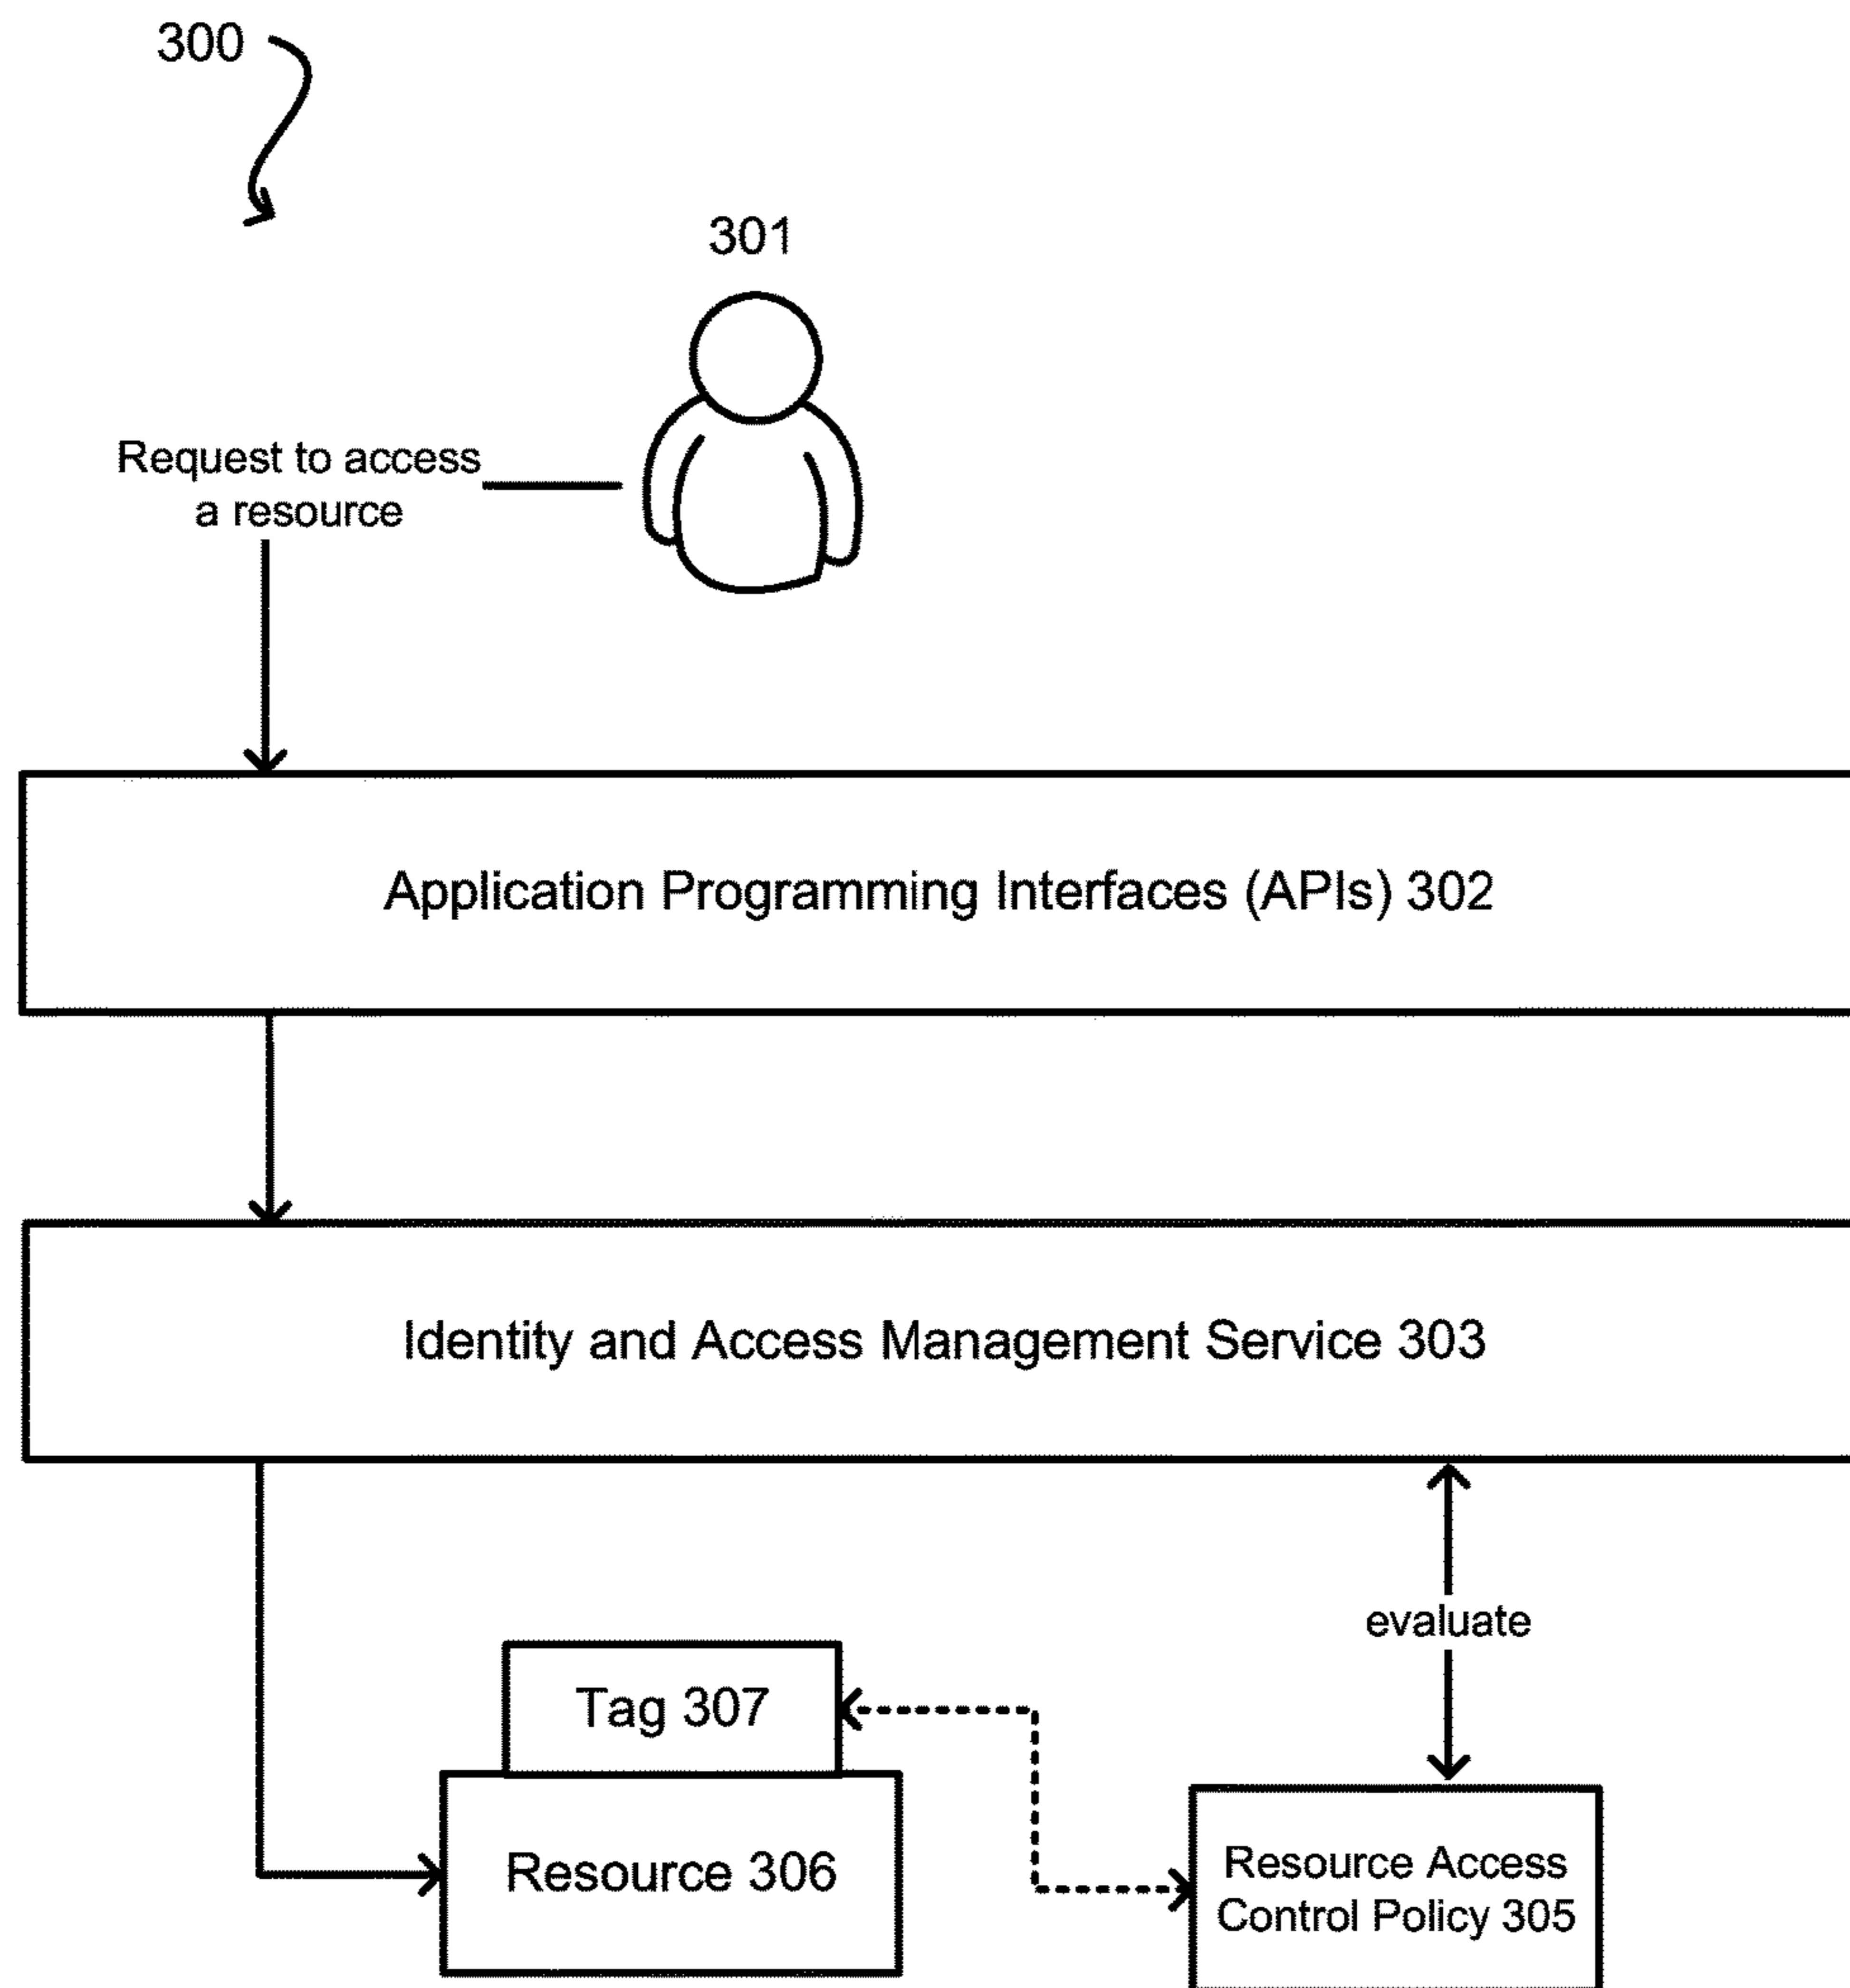 300
301
Request to access
a resource
Application Programming Interfaces (APIs) 302
Identity and Access Management Service 303
evaluate
Tag 307
Resource 306
Resource Access
Control Policy 305